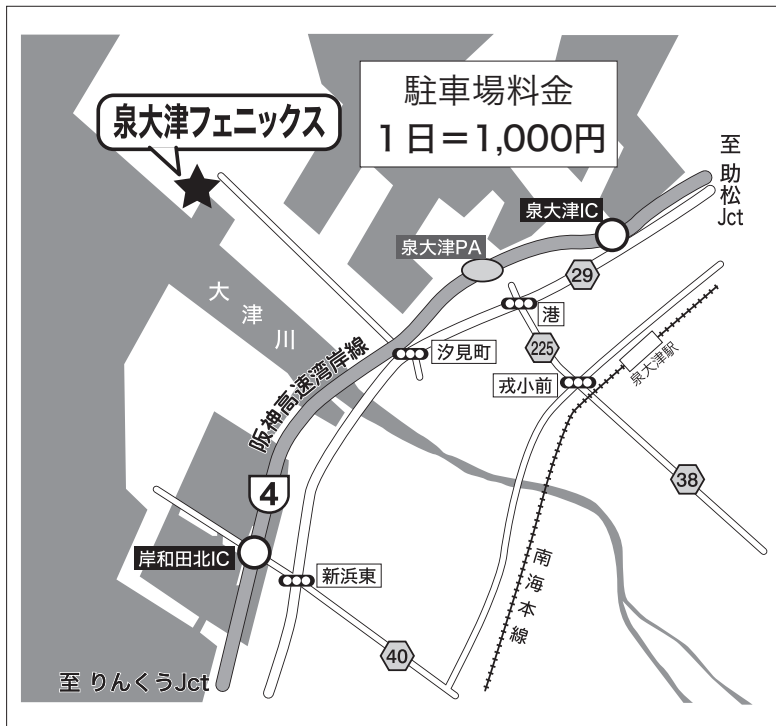 泉大津フェニックス
駐車場料金
1日＝1,000円
至 助松Jct
泉大津IC
泉大津PA
29
大津川
港
汐見町
225
泉大津駅
戎小前
阪神高速湾岸線
38
4
岸和田北IC
新浜東
南海本線
40
至 りんくうJct